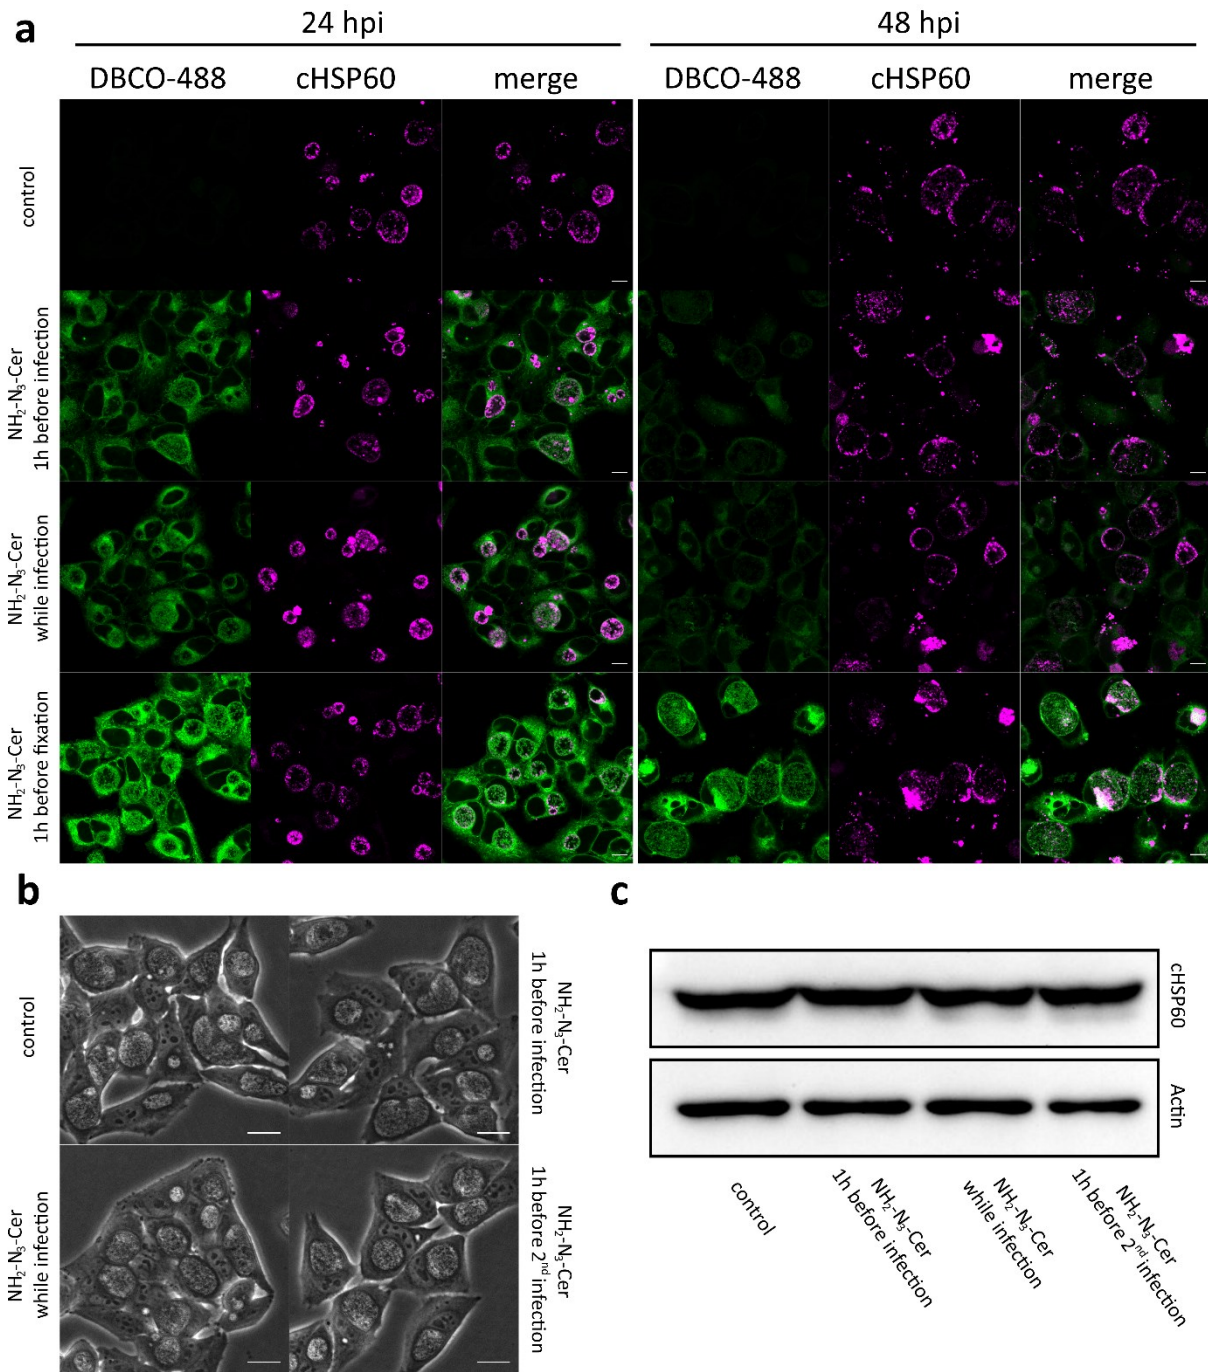 a
24 hpi
48 hpi
DBCO-488
cHSP60
merge
DBCO-488
cHSP60
merge
control
NH₂-N₃-Cer
1h before infection
NH₂-N₃-Cer
while infection
NH₂-N₃-Cer
1h before fixation
b
control
NH₂-N₃-Cer
1h before infection
NH₂-N₃-Cer
while infection
NH₂-N₃-Cer
1h before 2ⁿᵈ infection
c
cHSP60
Actin
control
NH₂-N₃-Cer
1h before infection
NH₂-N₃-Cer
while infection
NH₂-N₃-Cer
1h before 2ⁿᵈ infection